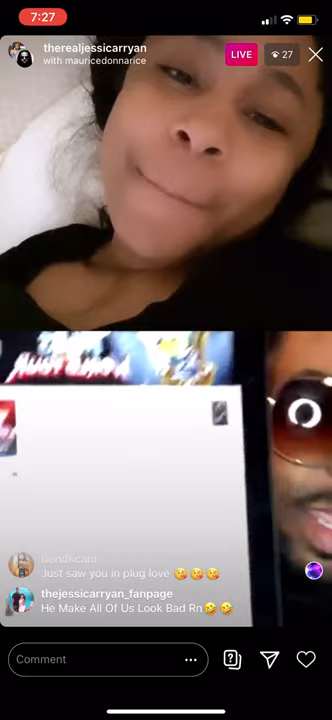 7:27
therealjessicarryan
with mauricedonnarice
LIVE
27
Just saw you in plug love 😘😘😘
thejessicarryan_fanpage
He Make All Of Us Look Bad Rn🤣🤣
Comment